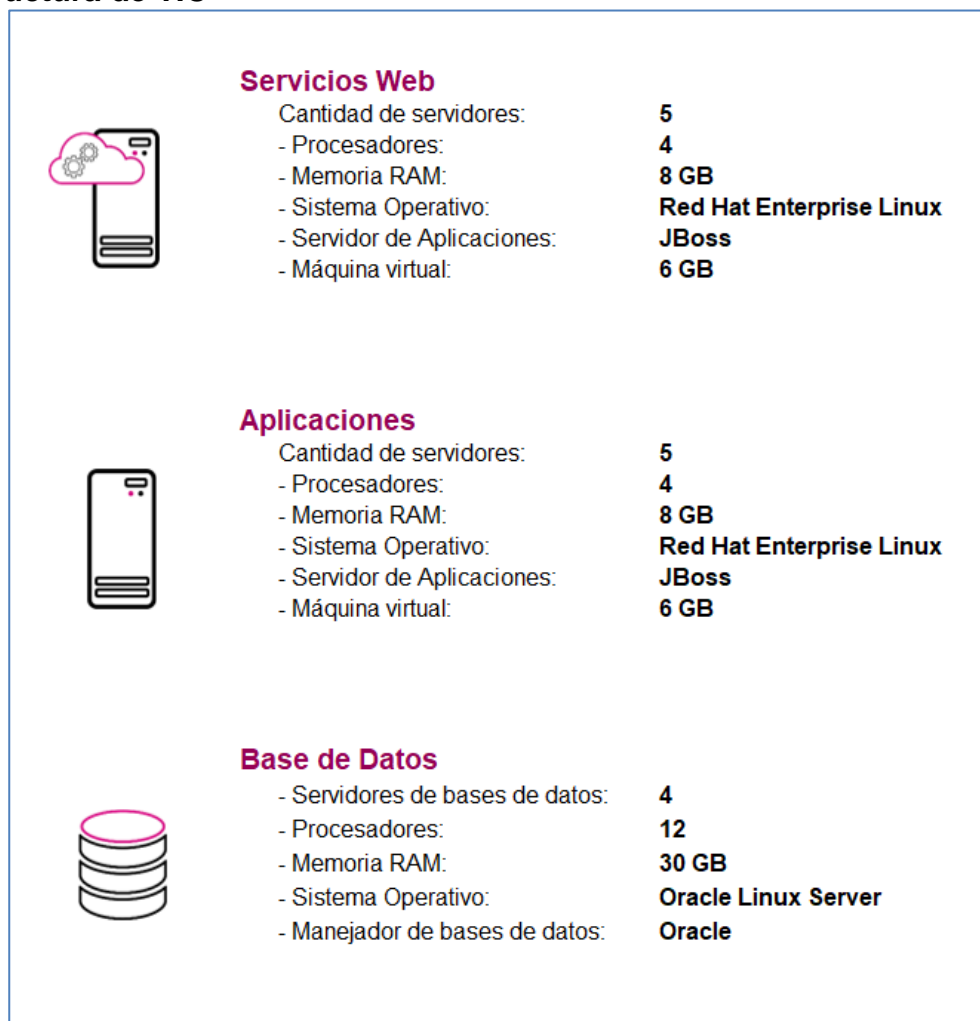 Servicios Web
Cantidad de servidores: 5
- Procesadores: 4
- Memoria RAM: 8 GB
- Sistema Operativo: Red Hat Enterprise Linux
- Servidor de Aplicaciones: JBoss
- Máquina virtual: 6 GB
Aplicaciones
Cantidad de servidores: 5
- Procesadores: 4
- Memoria RAM: 8 GB
- Sistema Operativo: Red Hat Enterprise Linux
- Servidor de Aplicaciones: JBoss
- Máquina virtual: 6 GB
Base de Datos
- Servidores de bases de datos: 4
- Procesadores: 12
- Memoria RAM: 30 GB
- Sistema Operativo: Oracle Linux Server
- Manejador de bases de datos: Oracle